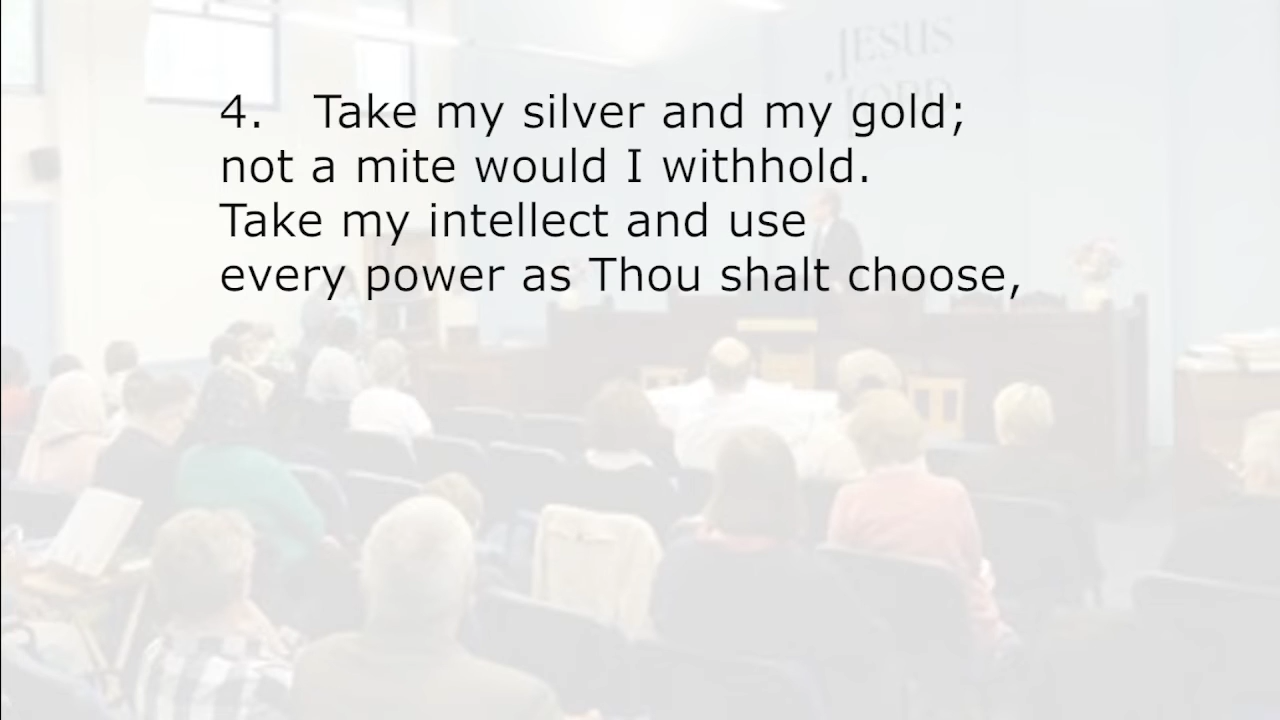 JESUS
LORD
4. Take my silver and my gold;
not a mite would I withhold.
Take my intellect and use
every power as Thou shalt choose,